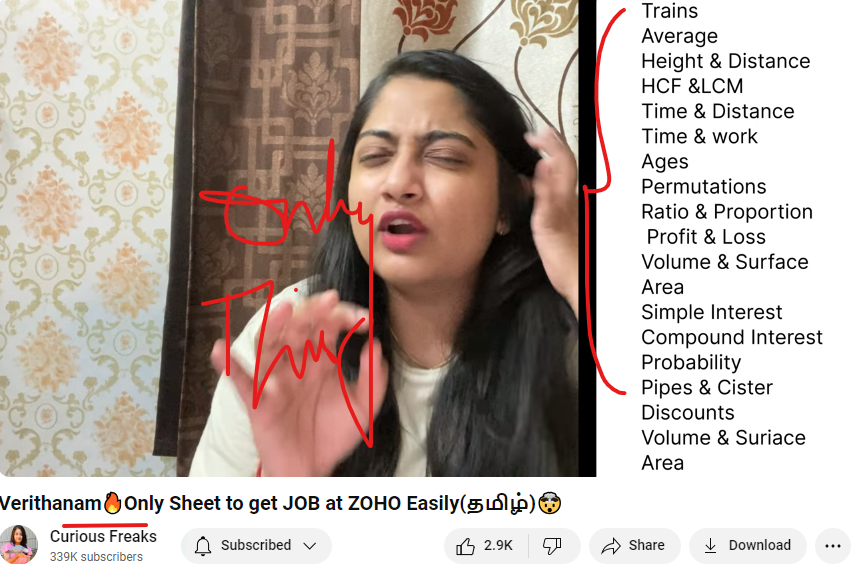 Trains
Average
Height & Distance
HCF &LCM
Time & Distance
Time & work
Ages
Permutations
Ratio & Proportion
Profit & Loss
Volume & Surface
Area
Simple Interest
Compound Interest
Probability
Pipes & Cister
Discounts
Volume & Suriace
Area
Only
This
Verithanam🔥Only Sheet to get JOB at ZOHO Easily(தமிழ்)🤯
Curious Freaks
339K subscribers
Subscribed
2.9K
Share
Download